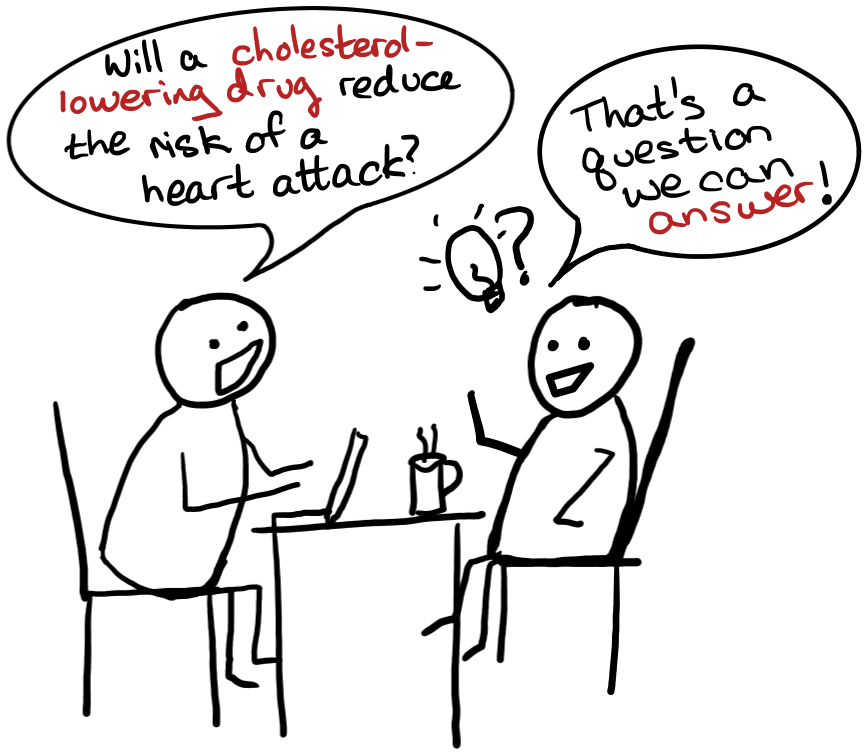 Will a cholesterol-
lowering drug reduce
the risk of a
heart attack?
?
That's a
question
we can
answer!